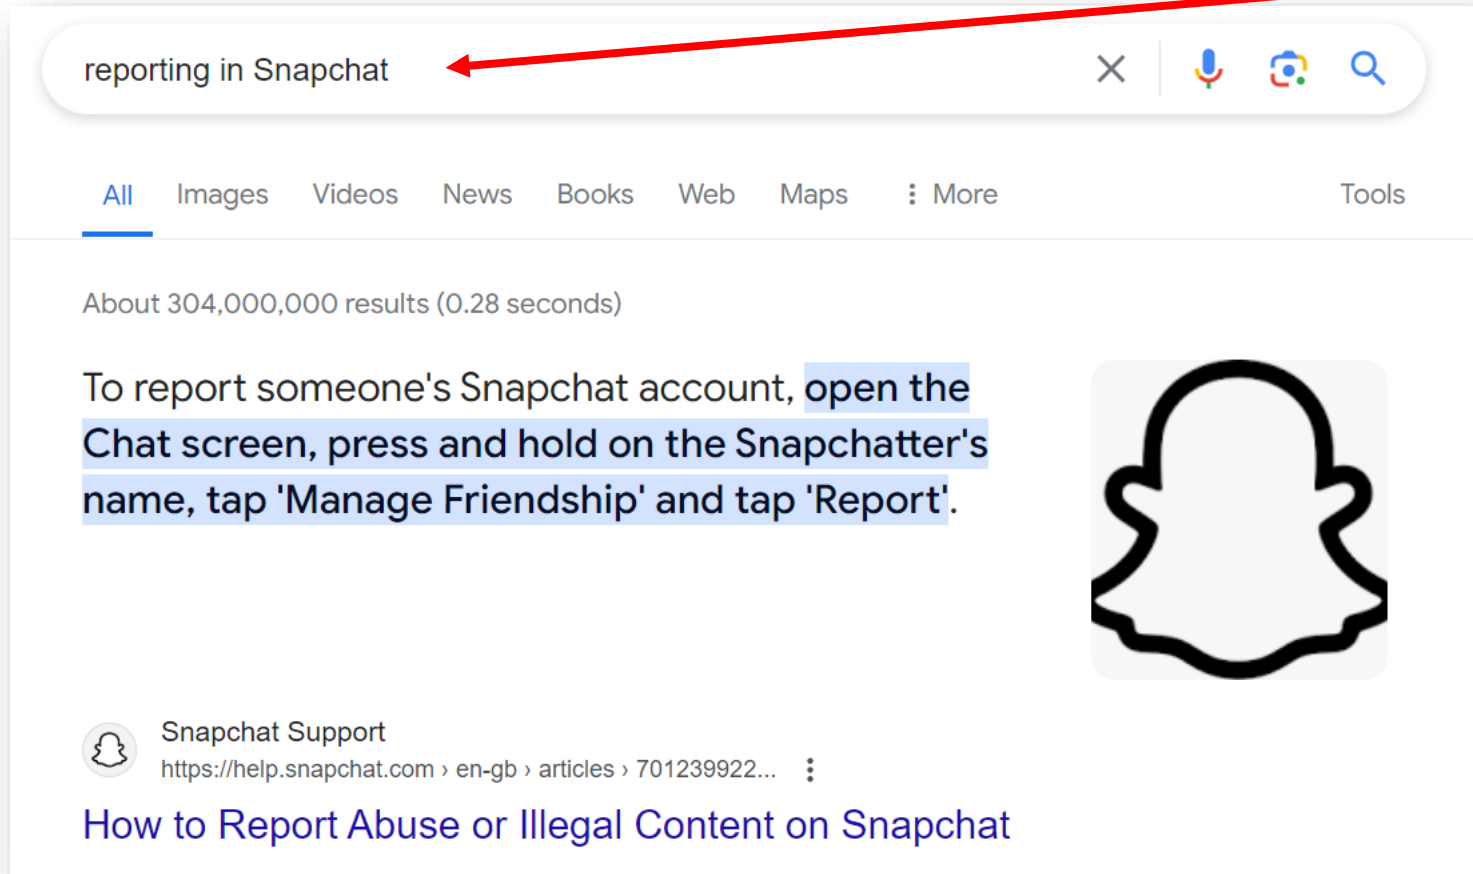 reporting in Snapchat
All Images Videos News Books Web Maps More Tools
About 304,000,000 results (0.28 seconds)
To report someone's Snapchat account, open the
Chat screen, press and hold on the Snapchatter's
name, tap 'Manage Friendship' and tap 'Report'.
Snapchat Support
https://help.snapchat.com › en-gb › articles › 701239922...
How to Report Abuse or Illegal Content on Snapchat